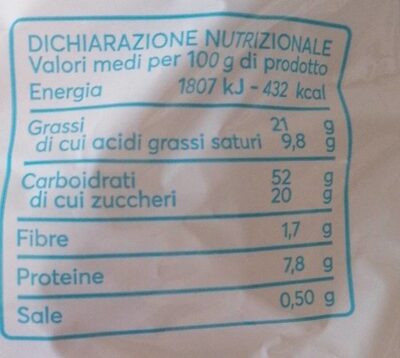 DICHIARAZIONE NUTRIZIONALE
Valori medi per 100 g di prodotto
Energia 1807 kJ - 432 kcal
Grassi 21 g
di cui acidi grassi saturi 9,8 g
Carboidrati 52 g
di cui zuccheri 20 g
Fibre 1,7 g
Proteine 7,8 g
Sale 0,50 g